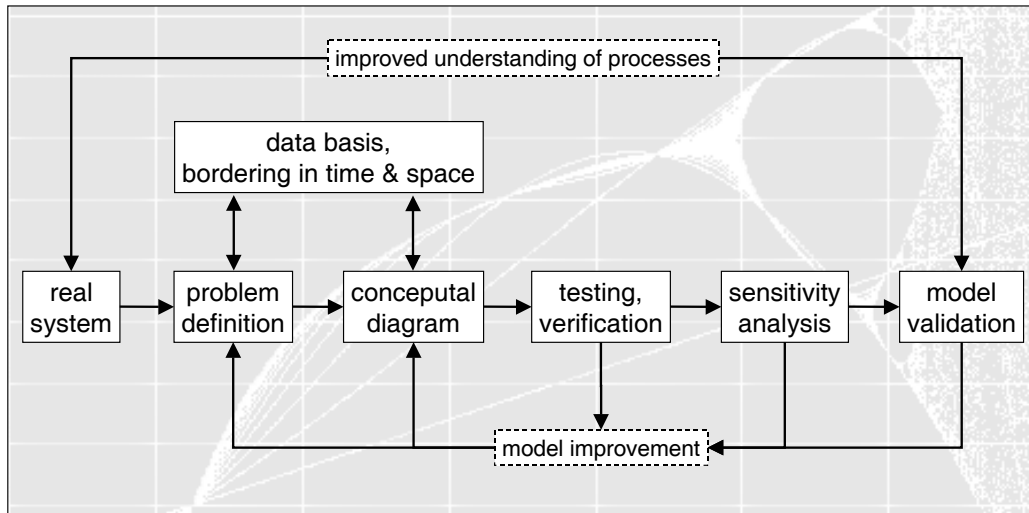 improved understanding of processes
data basis,
bordering in time & space
real
system
problem
definition
conceputal
diagram
testing,
verification
sensitivity
analysis
model
validation
model improvement